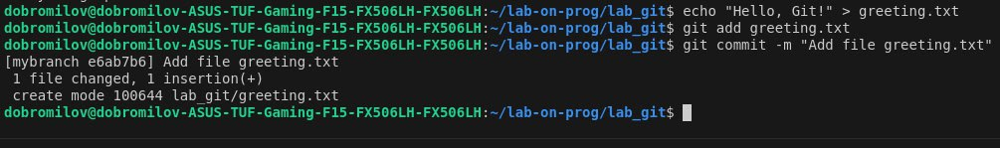 dobromilov@dobromilov-ASUS-TUF-Gaming-F15-FX506LH-FX506LH:~/lab-on-prog/lab_git$ echo "Hello, Git!" > greeting.txt
dobromilov@dobromilov-ASUS-TUF-Gaming-F15-FX506LH-FX506LH:~/lab-on-prog/lab_git$ git add greeting.txt
dobromilov@dobromilov-ASUS-TUF-Gaming-F15-FX506LH-FX506LH:~/lab-on-prog/lab_git$ git commit -m "Add file greeting.txt"
[mybranch e6ab7b6] Add file greeting.txt
 1 file changed, 1 insertion(+)
 create mode 100644 lab_git/greeting.txt
dobromilov@dobromilov-ASUS-TUF-Gaming-F15-FX506LH-FX506LH:~/lab-on-prog/lab_git$